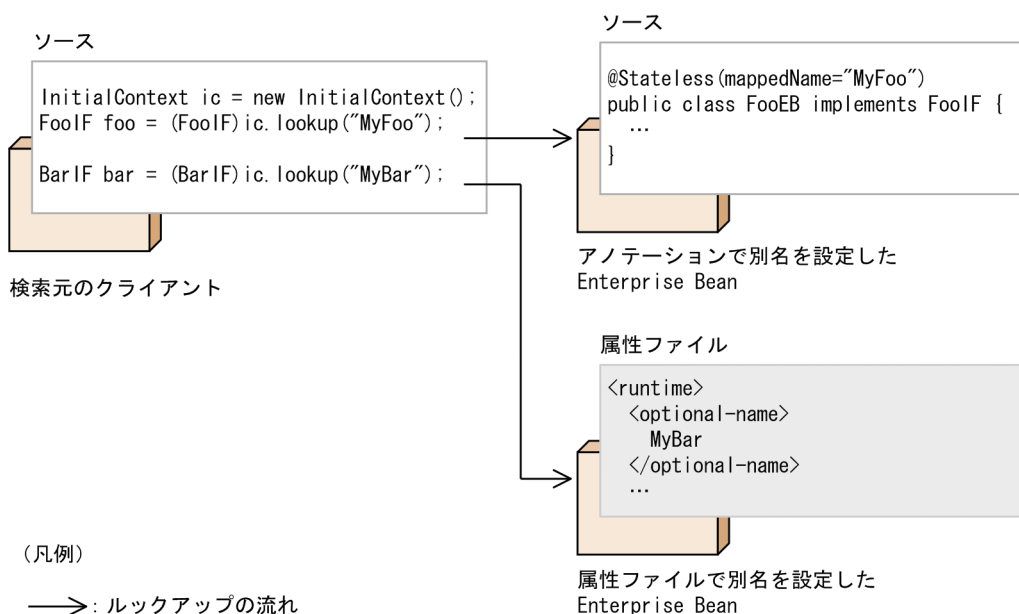 ソース
InitialContext ic = new InitialContext();
FooIF foo = (FooIF)ic.lookup("MyFoo");
BarIF bar = (BarIF)ic.lookup("MyBar");
検索元のクライアント
ソース
@Stateless(mappedName="MyFoo")
public class FooEB implements FooIF {
…
}
アノテーションで別名を設定した
Enterprise Bean
属性ファイル
<runtime>
<optional-name>
MyBar
</optional-name>
…
属性ファイルで別名を設定した
Enterprise Bean
（凡例）
：ルックアップの流れ